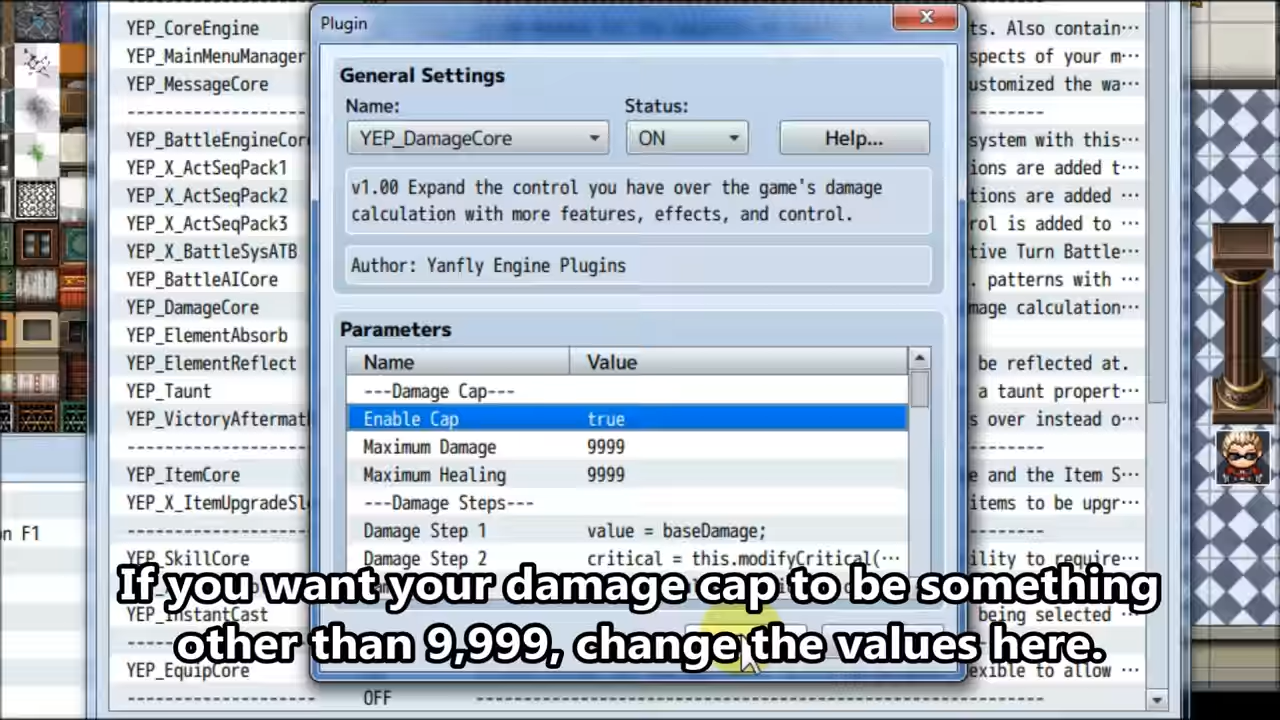 OFF
YEP_CoreEngine
ts. Also contain···
YEP_MainMenuManager
spects of your m···
YEP_MessageCore
ustomized the wa···
YEP_BattleEngineCor
ystem with this···
YEP_X_ActSeqPack1
ions are added t···
YEP_X_ActSeqPack2
tions are added ···
YEP_X_ActSeqPack3
rol is added to ···
YEP_X_BattleSysATB
tive Turn Battle···
YEP_BattleAICore
. patterns with ···
YEP_DamageCore
mage calculation···
YEP_ElementAbsorb
YEP_ElementReflect
be reflected at.
YEP_Taunt
a taunt propert···
YEP_VictoryAftermat
s over instead o···
YEP_ItemCore
e and the Item S···
YEP_X_ItemUpgradeSl
items to be upgr···
YEP_SkillCore
ility to require···
YEP_InstantCast
being selected
YEP_EquipCore
exible to allow ···
OFF
on F1
Plugin
General Settings
Name:
Status:
YEP_DamageCore
ON
Help...
v1.00 Expand the control you have over the game's damage
calculation with more features, effects, and control.
Author: Yanfly Engine Plugins
Parameters
Name Value
---Damage Cap---
Enable Cap true
Maximum Damage 9999
Maximum Healing 9999
---Damage Steps---
Damage Step 1 value = baseDamage;
Damage Step 2 critical = this.modifyCritical(···
If you want your damage cap to be something
other than 9,999, change the values here.